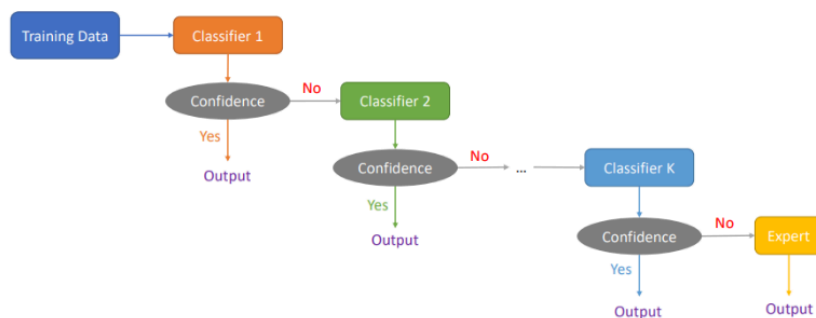 Training Data
Classifier 1
Confidence
No
Classifier 2
Yes
Output
Confidence
No
...
Classifier K
Yes
Output
Confidence
No
Expert
Yes
Output
Output